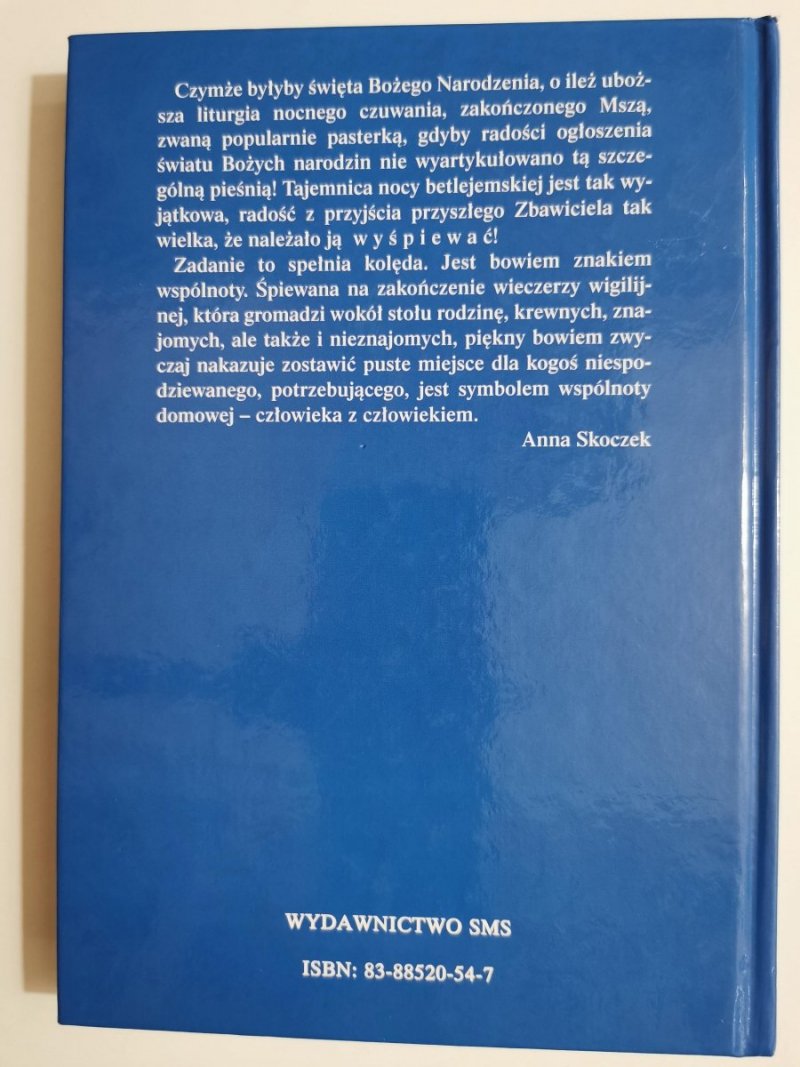 Czymże byłyby święta Bożego Narodzenia, o ileż uboż-
sza liturgia nocnego czuwania, zakończonego Mszą,
zwaną popularnie pasterką, gdyby radości ogłoszenia
światu Bożych narodzin nie wyartykułowano tą szcze-
gólną pieśnią! Tajemnica nocy betlejemskiej jest tak wy-
jątkowa, radość z przyjścia przyszłego Zbawiciela tak
wielka, że należało ją w y ś p i e w a ć!
Zadanie to spełnia kolęda. Jest bowiem znakiem
wspólnoty. Śpiewana na zakończenie wieczerzy wigilij-
nej, która gromadzi wokół stołu rodzinę, krewnych, zna-
jomych, ale także i nieznajomych, piękny bowiem zwy-
czaj nakazuje zostawić puste miejsce dla kogoś niespo-
dziewanego, potrzebującego, jest symbolem wspólnoty
domowej – człowieka z człowiekiem.
Anna Skoczek
WYDAWNICTWO SMS
ISBN: 83-88520-54-7